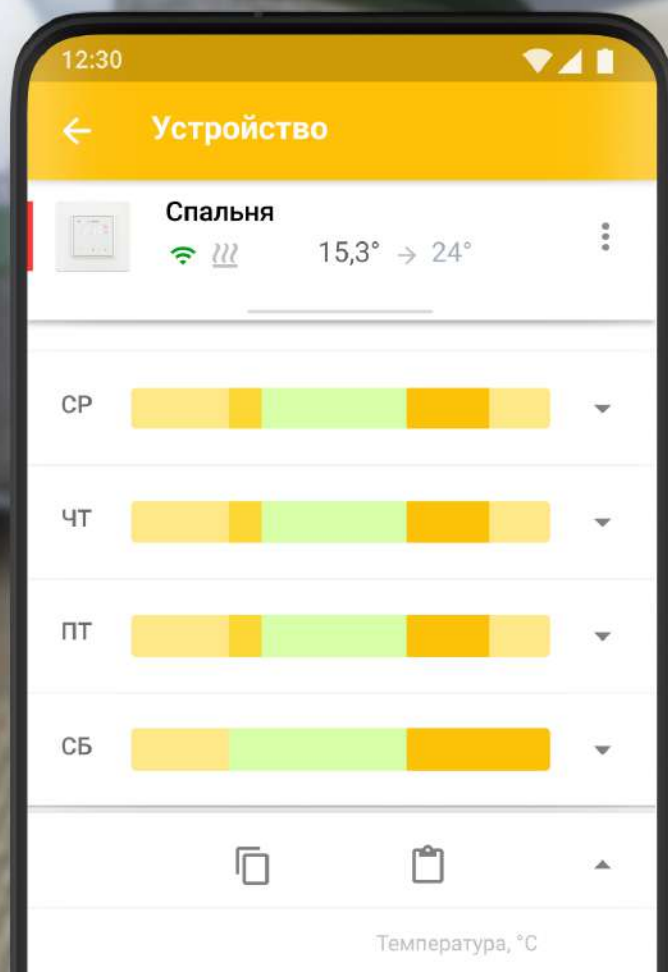 12:30
Устройство
Спальня
15,3° → 24°
СР
ЧТ
ПТ
СБ
Температура, °C